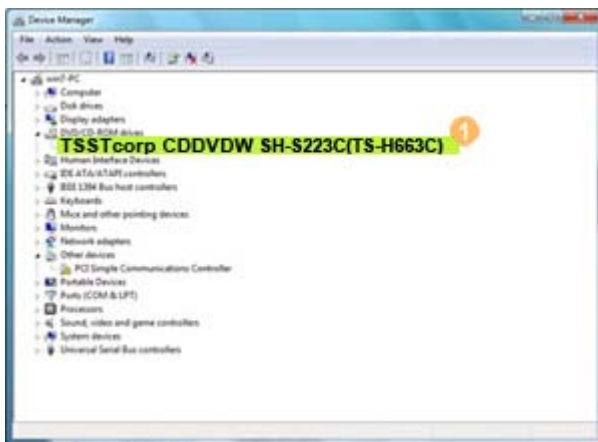 Device Manager
File Action View Help
win7-PC
Computer
Disk drives
Display adapters
DVD/CD-ROM drives
TSSTcorp CDDVDW SH-S223C(TS-H663C)
1
Human Interface Devices
IDE ATA/ATAPI controllers
IEEE 1394 Bus host controllers
Keyboards
Mice and other pointing devices
Monitors
Network adapters
Other devices
PCI Simple Communications Controller
Portable Devices
Ports (COM & LPT)
Processors
Sound, video and game controllers
System devices
Universal Serial Bus controllers